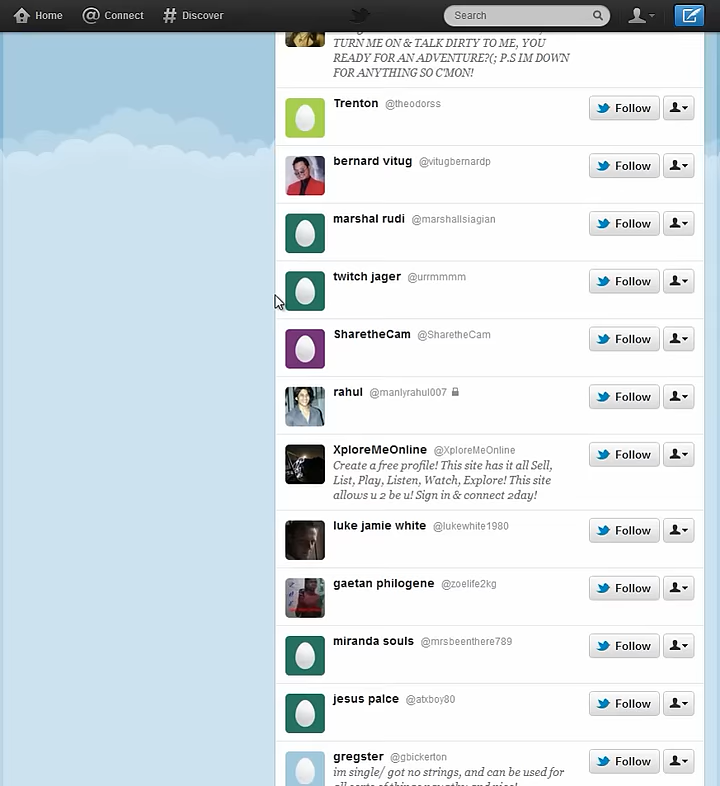 Home
Connect
Discover
Search
TURN ME ON & TALK DIRTY TO ME, YOU
READY FOR AN ADVENTURE?(; P.S IM DOWN
FOR ANYTHING SO C'MON!
Trenton @theodorss
Follow
bernard vitug @vitugbernardp
Follow
marshal rudi @marshallsiagian
Follow
twitch jager @urrmmmm
Follow
SharetheCam @SharetheCam
Follow
rahul @manlyrahul007
Follow
XploreMeOnline @XploreMeOnline
Follow
Create a free profile! This site has it all Sell,
List, Play, Listen, Watch, Explore! This site
allows u 2 be u! Sign in & connect 2day!
luke jamie white @lukewhite1980
Follow
gaetan philogene @zoelife2kg
Follow
miranda souls @mrsbeenthere789
Follow
jesus palce @atxboy80
Follow
gregster @gbickerton
Follow
im single/ got no strings, and can be used for